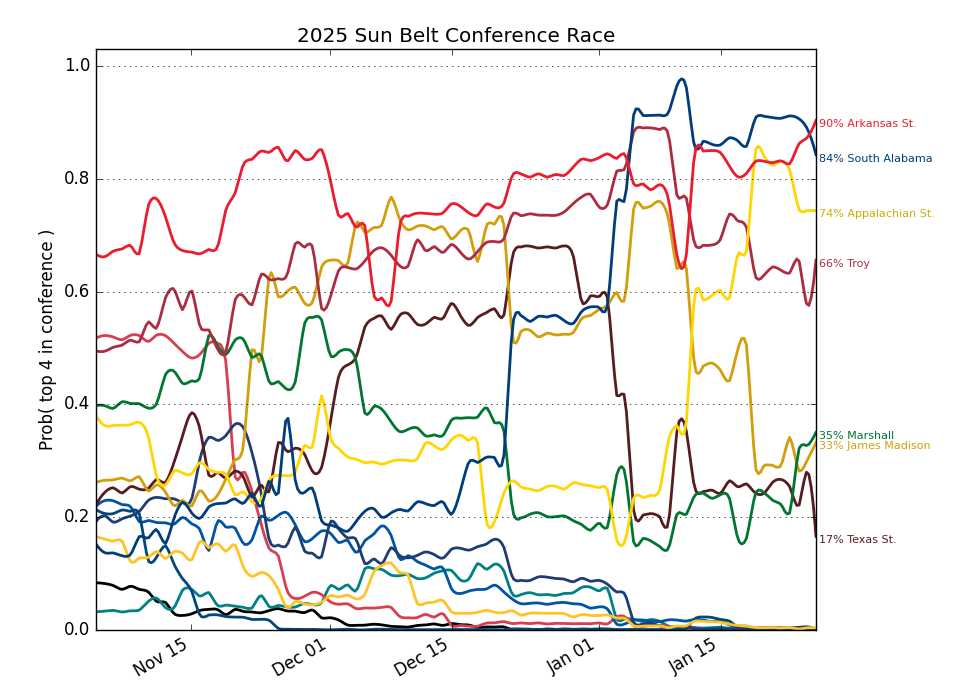 2025 Sun Belt Conference Race
Prob( top 4 in conference )
1.0
0.8
0.6
0.4
0.2
0.0
Nov 15
Dec 01
Dec 15
Jan 01
Jan 15
90% Arkansas St.
84% South Alabama
74% Appalachian St.
66% Troy
35% Marshall
33% James Madison
17% Texas St.